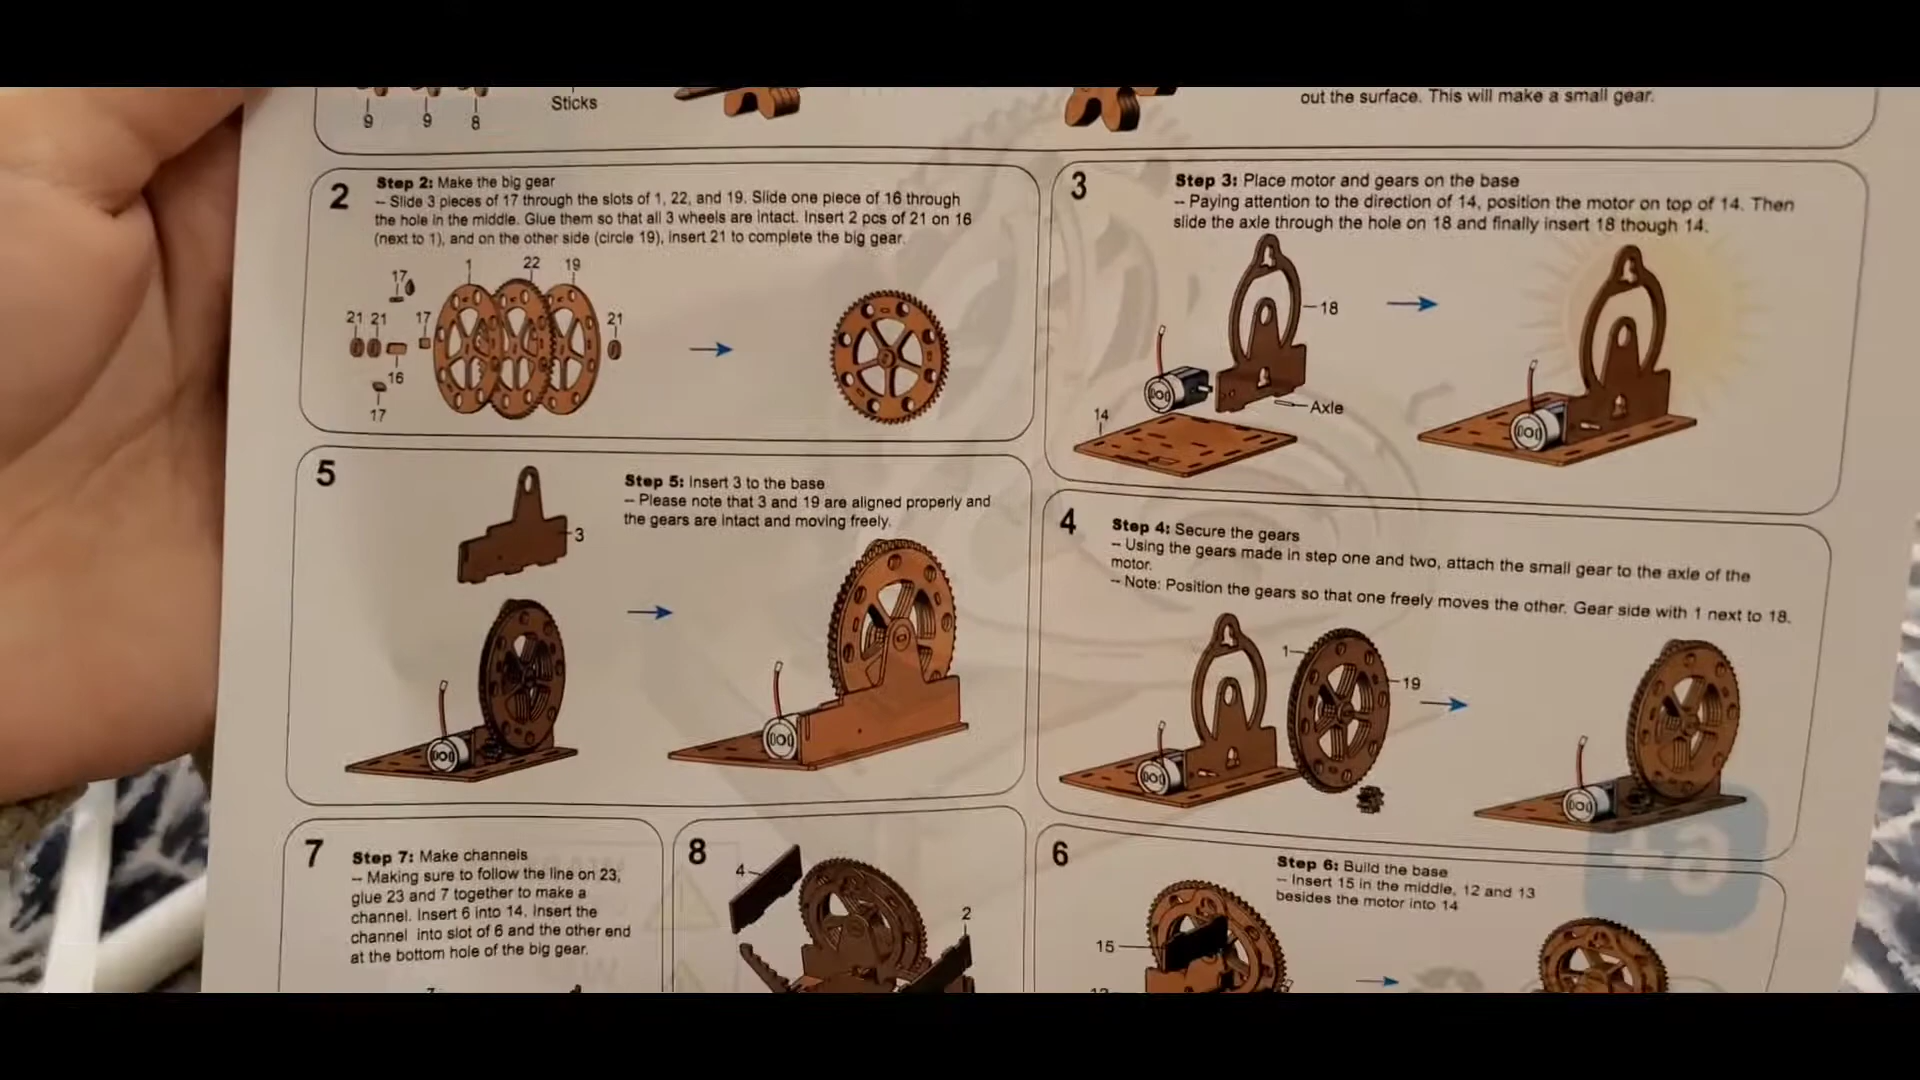 9
9
8
Sticks
out the surface. This will make a small gear.
2
Step 2: Make the big gear
-- Slide 3 pieces of 17 through the slots of 1, 22, and 19. Slide one piece of 16 through
the hole in the middle. Glue them so that all 3 wheels are intact. Insert 2 pcs of 21 on 16
(next to 1), and on the other side (circle 19), insert 21 to complete the big gear.
17
1
22
19
21
21
17
21
16
17
3
Step 3: Place motor and gears on the base
-- Paying attention to the direction of 14, position the motor on top of 14. Then
slide the axle through the hole on 18 and finally insert 18 though 14.
18
Axle
14
5
Step 5: Insert 3 to the base
-- Please note that 3 and 19 are aligned properly and
the gears are intact and moving freely.
3
4
Step 4: Secure the gears
-- Using the gears made in step one and two, attach the small gear to the axle of the
motor.
-- Note: Position the gears so that one freely moves the other. Gear side with 1 next to 18.
1
19
7
Step 7: Make channels
-- Making sure to follow the line on 23,
glue 23 and 7 together to make a
channel. Insert 6 into 14. Insert the
channel into slot of 6 and the other end
at the bottom hole of the big gear.
8
4
2
6
Step 6: Build the base
-- Insert 15 in the middle, 12 and 13
besides the motor into 14
15